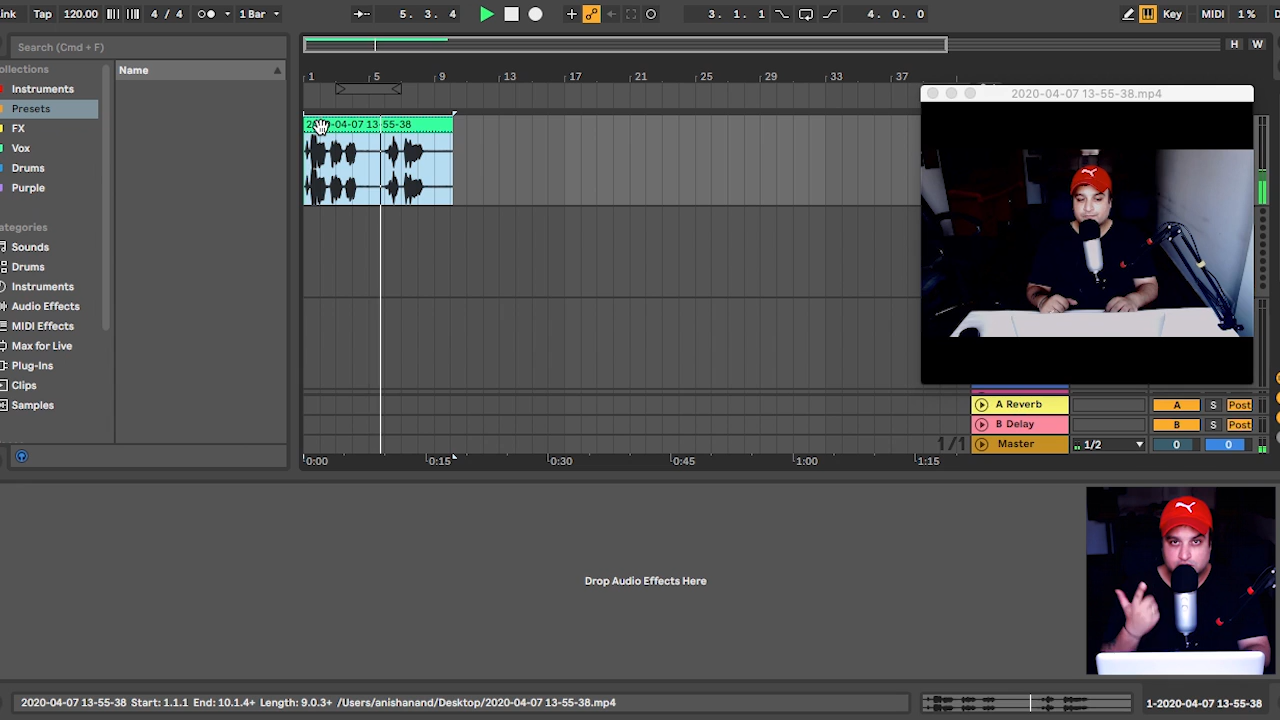 ink Tap 120.00 4 / 4 1 Bar 5. 3. 4 3. 1. 1 4. 0. 0 Key MIDI 1 %
Search (Cmd + F)
H W
ollections
Name
1 5 9 13 17 21 25 29 33 37
Instruments
Presets
FX
Vox
Drums
Purple
2020-04-07 13-55-38.mp4
-04-07 13-55-38
ategories
Sounds
Drums
Instruments
Audio Effects
MIDI Effects
Max for Live
Plug-Ins
Clips
Samples
A Reverb A S Post
B Delay B S Post
1/1 Master 1/2 0 0
0:00 0:15 0:30 0:45 1:00 1:15
Drop Audio Effects Here
2020-04-07 13-55-38 Start: 1.1.1 End: 10.1.4+ Length: 9.0.3+ /Users/anishanand/Desktop/2020-04-07 13-55-38.mp4
1-2020-04-07 13-55-38